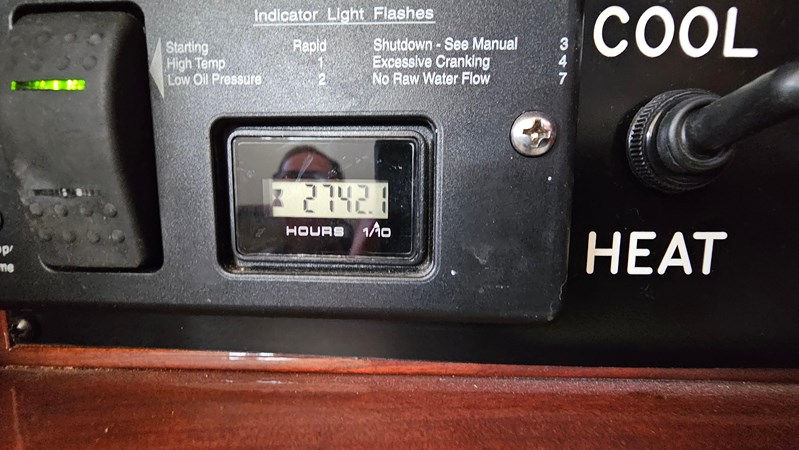 Indicator Light Flashes
Starting Rapid
High Temp 1
Low Oil Pressure 2
Shutdown - See Manual 3
Excessive Cranking 4
No Raw Water Flow 7
2742.1
HOURS 1/10
COOL
HEAT